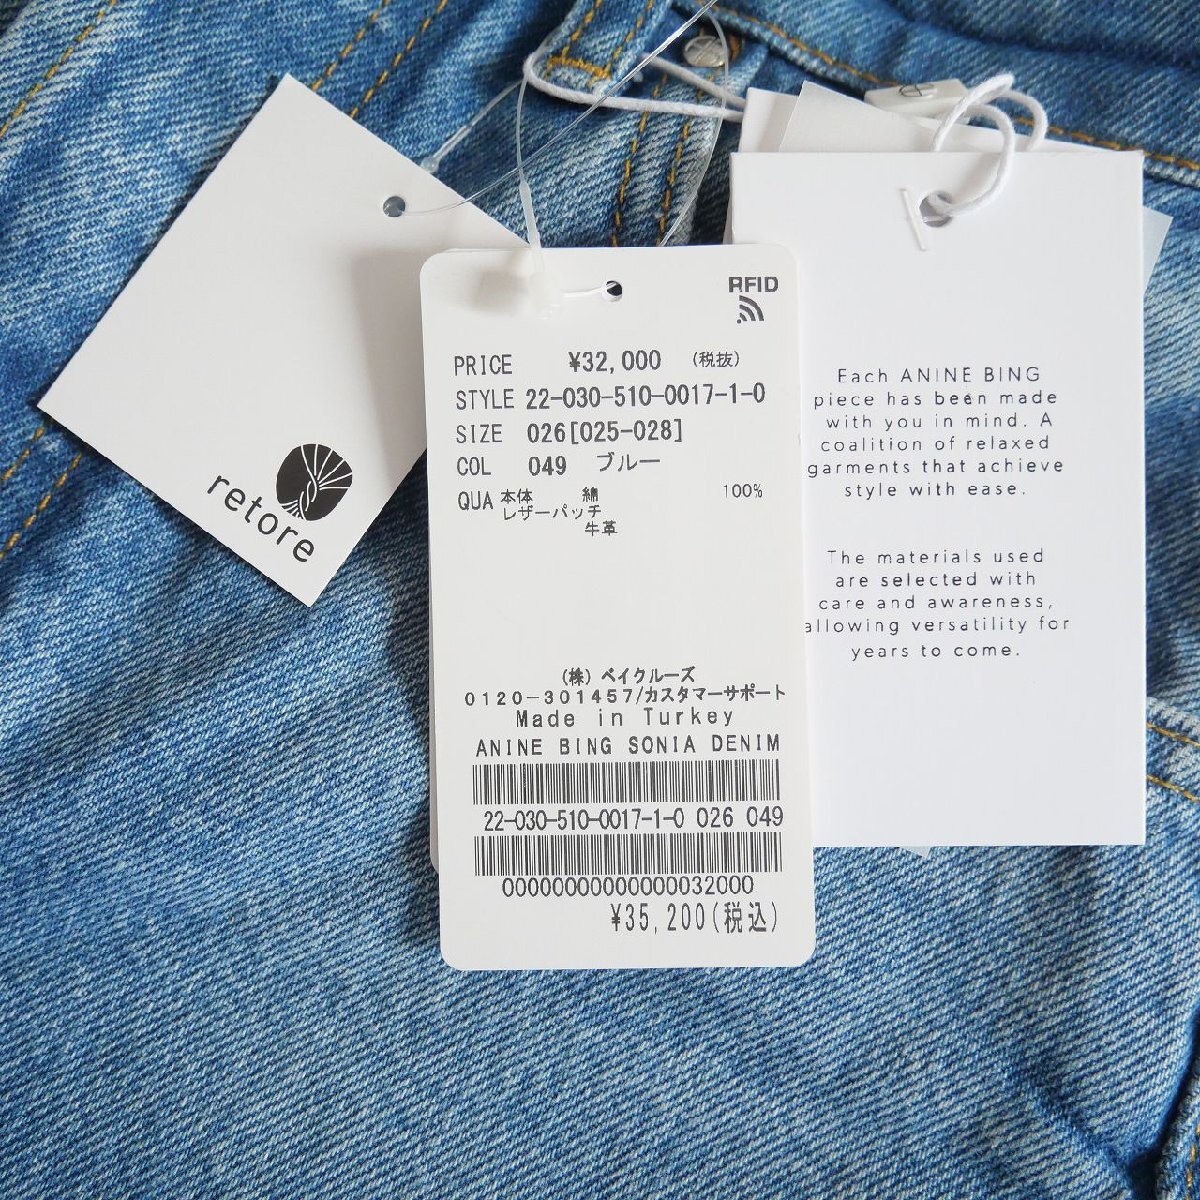 retore
RFID
PRICE ¥32,000 (税抜)
STYLE 22-030-510-0017-1-0
SIZE 026[025-028]
COL 049 ブルー
QUA 本体 綿 100%
レザーパッチ
牛革
(株)ベイクルーズ
0120-301457/カスタマーサポート
Made in Turkey
ANINE BING SONIA DENIM
22-030-510-0017-1-0 026 049
00000000000000032000
¥35,200(税込)
Each ANINE BING
piece has been made
with you in mind. A
coalition of relaxed
garments that achieve
style with ease.
The materials used
are selected with
care and awareness,
allowing versatility for
years to come.